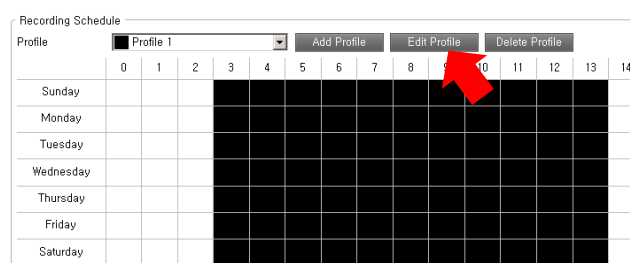 Recording Schedule
Profile Profile 1 Add Profile Edit Profile Delete Profile
0 1 2 3 4 5 6 7 8 9 10 11 12 13 14
Sunday
Monday
Tuesday
Wednesday
Thursday
Friday
Saturday